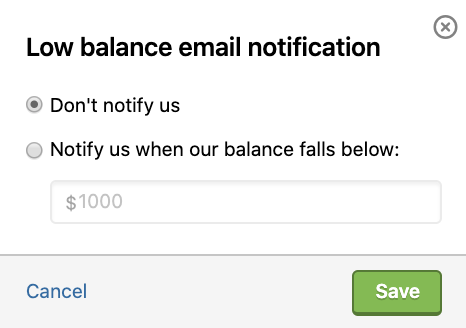 Low balance email notification
Don't notify us
Notify us when our balance falls below:
$1000
Cancel
Save